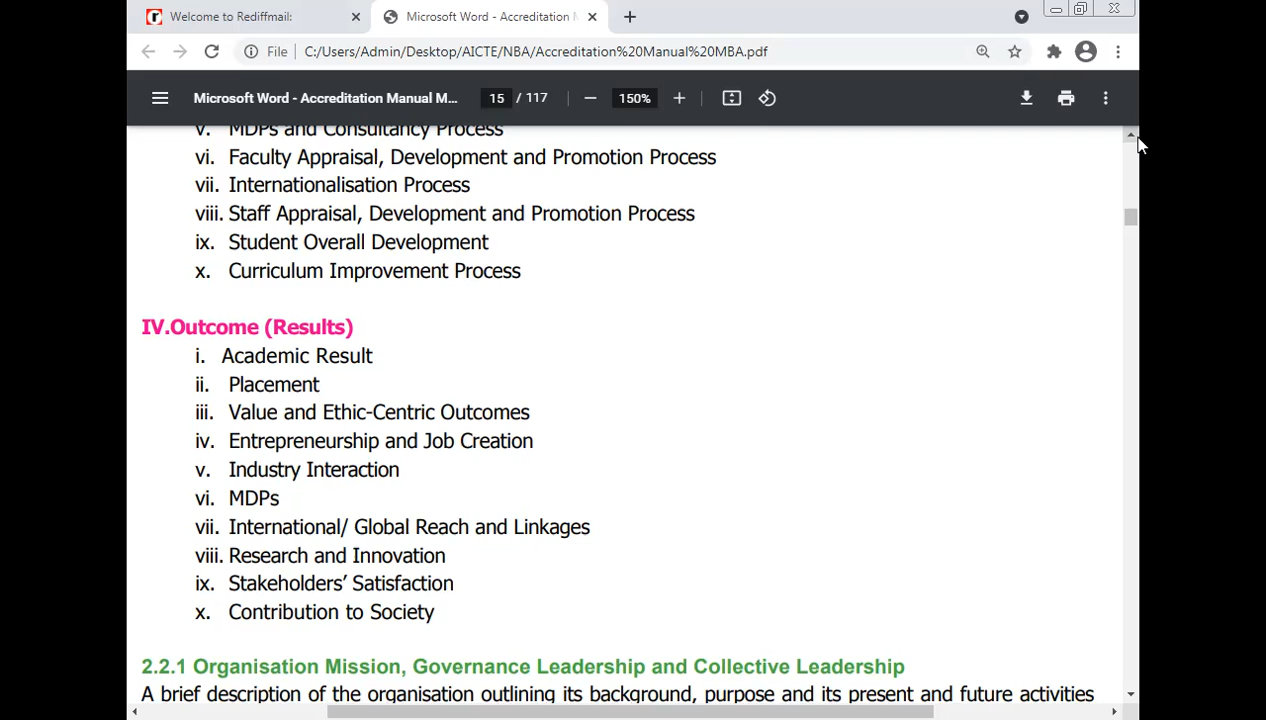 Welcome to Rediffmail:
Microsoft Word - Accreditation M
File C:/Users/Admin/Desktop/AICTE/NBA/Accreditation%20Manual%20MBA.pdf
Microsoft Word - Accreditation Manual M... 15 / 117 150%
v. MDPs and Consultancy Process
vi. Faculty Appraisal, Development and Promotion Process
vii. Internationalisation Process
viii. Staff Appraisal, Development and Promotion Process
ix. Student Overall Development
x. Curriculum Improvement Process
IV.Outcome (Results)
i. Academic Result
ii. Placement
iii. Value and Ethic-Centric Outcomes
iv. Entrepreneurship and Job Creation
v. Industry Interaction
vi. MDPs
vii. International/ Global Reach and Linkages
viii. Research and Innovation
ix. Stakeholders’ Satisfaction
x. Contribution to Society
2.2.1 Organisation Mission, Governance Leadership and Collective Leadership
A brief description of the organisation outlining its background, purpose and its present and future activities